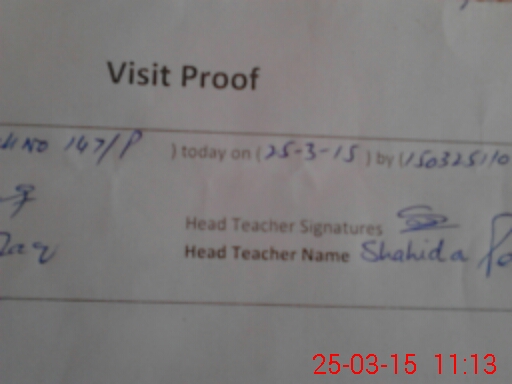 Visit Proof
No 147/P ) today on ( 25-3-15 ) by (150325110
Head Teacher Signatures
Head Teacher Name Shahida
25-03-15 11:13